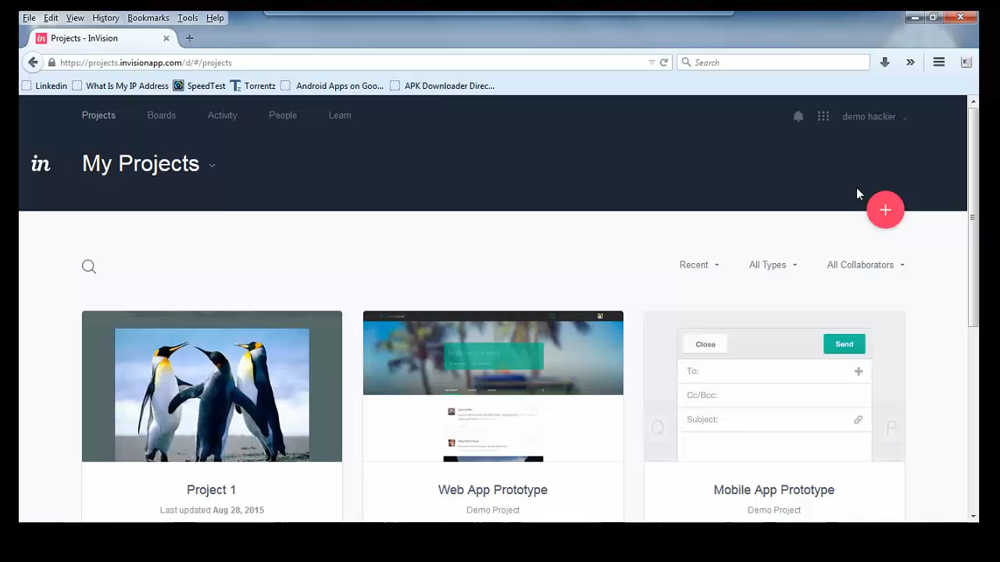 File Edit View History Bookmarks Tools Help
in Projects - InVision
https://projects.invisionapp.com/d/#/projects Search
Linkedin What Is My IP Address SpeedTest Torrentz Android Apps on Goo... APK Downloader Direc...
Projects Boards Activity People Learn demo hacker
in My Projects
Recent All Types All Collaborators
Close Send
To:
Cc/Bcc:
Subject:
Q P
Project 1 Web App Prototype Mobile App Prototype
Last updated Aug 28, 2015 Demo Project Demo Project